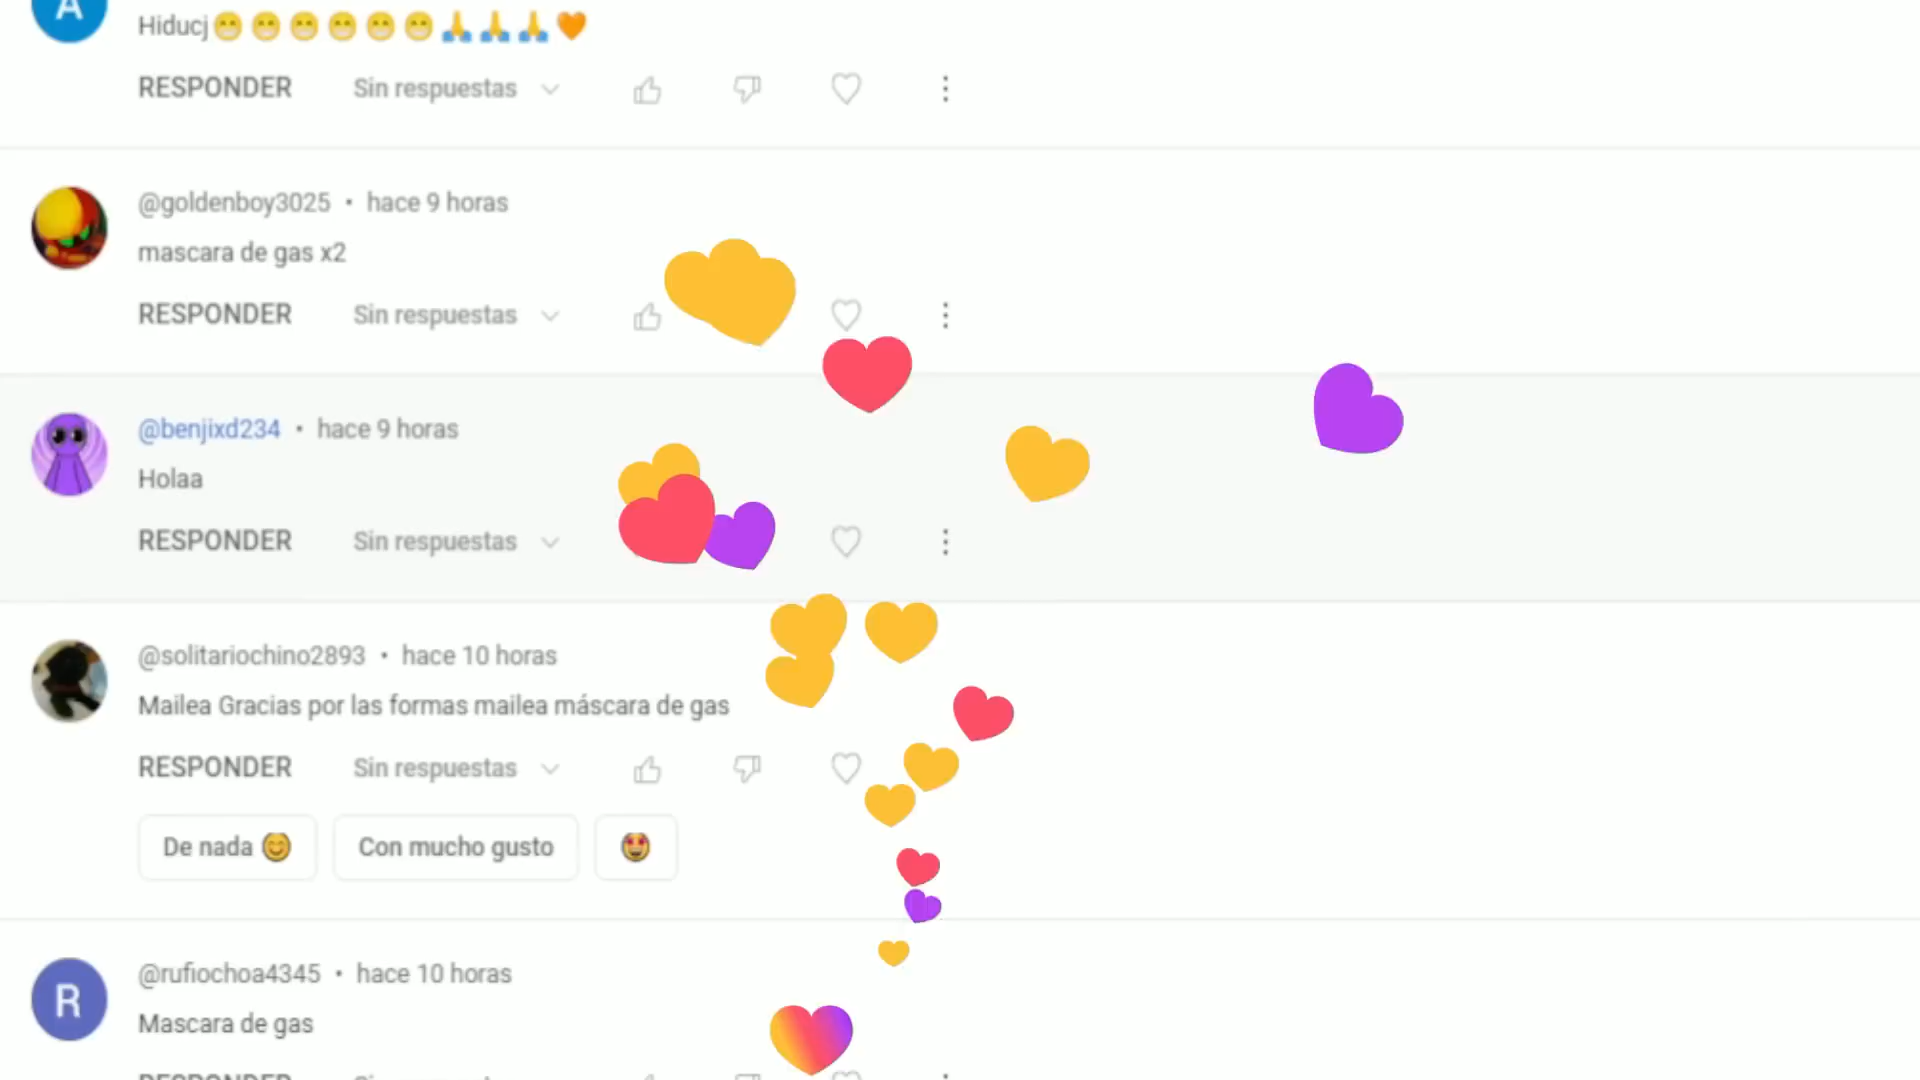 A
Hiducj😁😁😁😁😁😁🙏🙏🙏🧡
RESPONDER Sin respuestas
@goldenboy3025 • hace 9 horas
mascara de gas x2
RESPONDER Sin respuestas
@benjixd234 • hace 9 horas
Holaa
RESPONDER Sin respuestas
@solitariochino2893 • hace 10 horas
Mailea Gracias por las formas mailea máscara de gas
RESPONDER Sin respuestas
De nada 😊 Con mucho gusto 🤩
R
@rufiochoa4345 • hace 10 horas
Mascara de gas